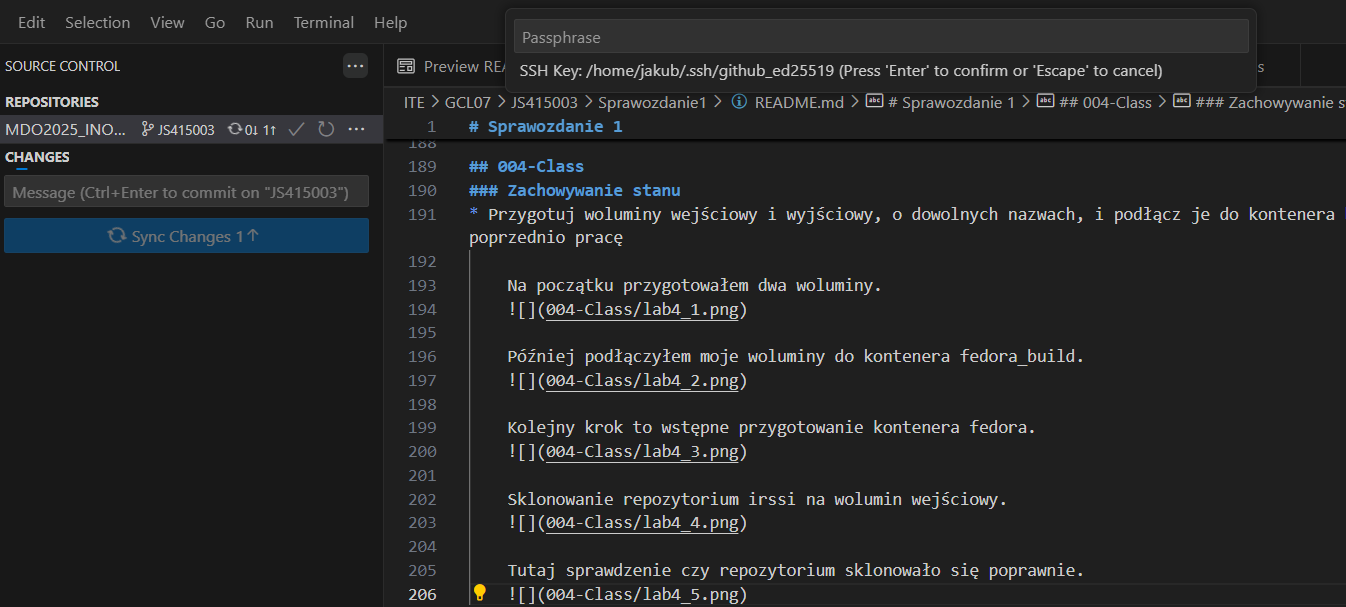 Edit Selection View Go Run Terminal Help
Passphrase
SSH Key: /home/jakub/.ssh/github_ed25519 (Press 'Enter' to confirm or 'Escape' to cancel)
SOURCE CONTROL
Preview
REPOSITORIES
MDO2025_INO... JS415003 0↓ 1↑
CHANGES
Message (Ctrl+Enter to commit on "JS415003")
Sync Changes 1↑
ITE > GCL07 > JS415003 > Sprawozdanie1 > README.md > # Sprawozdanie 1 > ## 004-Class > ### Zachowywanie
1 # Sprawozdanie 1
188
189 ## 004-Class
190 ### Zachowywanie stanu
191 * Przygotuj woluminy wejściowy i wyjściowy, o dowolnych nazwach, i podłącz je do kontenera
poprzednio pracę
192
193 Na początku przygotowałem dwa woluminy.
194 ![](004-Class/lab4_1.png)
195
196 Później podłączyłem moje woluminy do kontenera fedora_build.
197 ![](004-Class/lab4_2.png)
198
199 Kolejny krok to wstępne przygotowanie kontenera fedora.
200 ![](004-Class/lab4_3.png)
201
202 Sklonowanie repozytorium irssi na wolumin wejściowy.
203 ![](004-Class/lab4_4.png)
204
205 Tutaj sprawdzenie czy repozytorium sklonowało się poprawnie.
206 ![](004-Class/lab4_5.png)